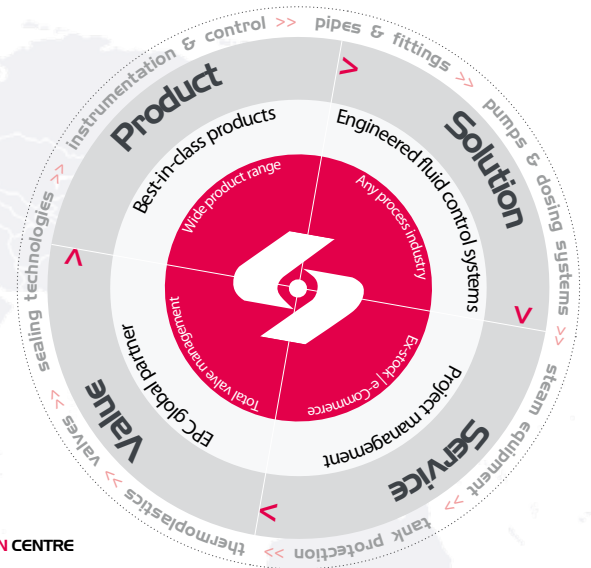 instrumentation & control >> pipes & fittings >> pumps & dosing systems >> steam equipment >> tank protection >> thermoplastics >> valves >> sealing technologies >>
Product
>
Solution
>
Service
>
Value
>
Best-in-class products
Engineered fluid control systems
Project management
EPC global partner
Wide product range
Any process industry
Ex-stock | e-Commerce
Total valve management
N CENTRE